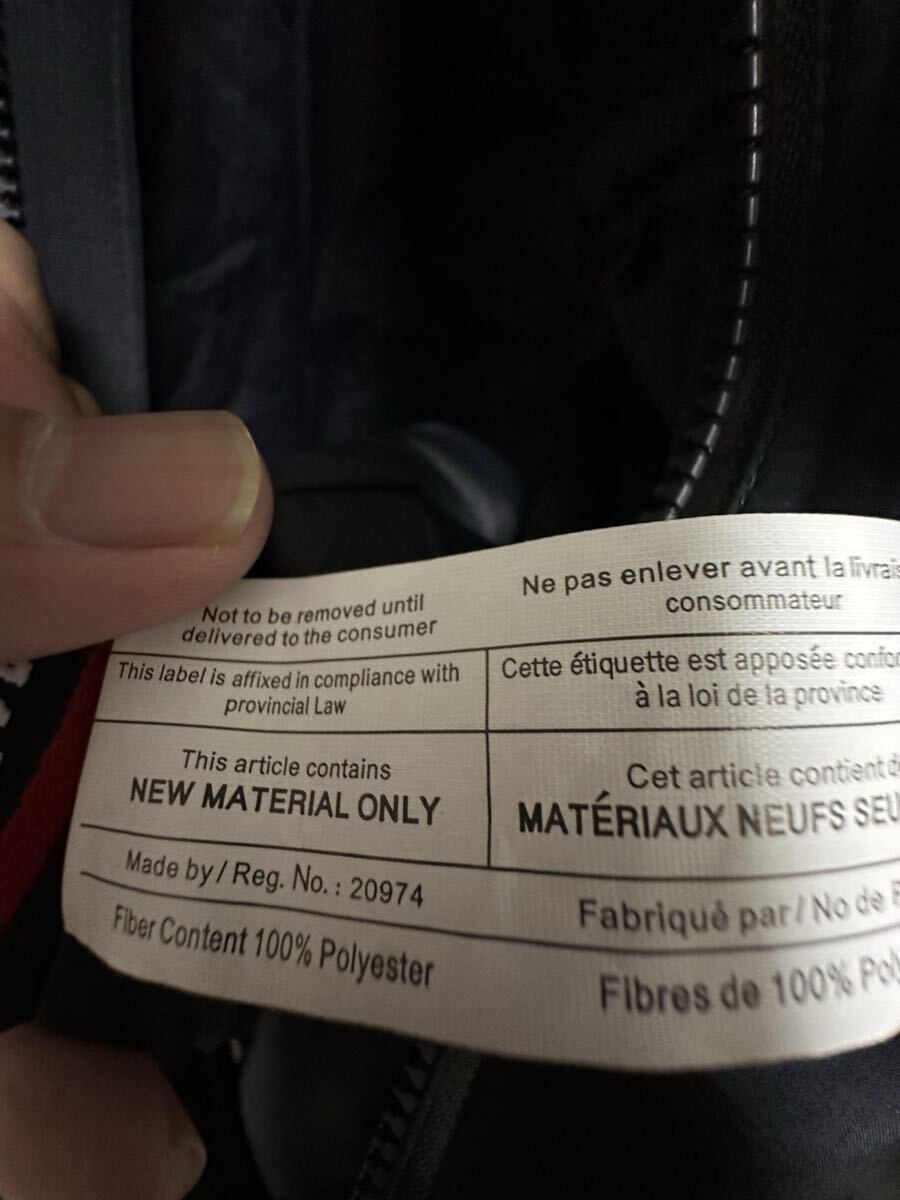 Not to be removed until
delivered to the consumer
Ne pas enlever avant la
consommateur
This label is affixed in compliance with
provincial Law
Cette étiquette est apposée
à la loi de la province
This article contains
NEW MATERIAL ONLY
Cet article contient
MATÉRIAUX NEUFS
Made by / Reg. No. : 20974
Fabriqué par / No de
Fiber Content 100% Polyester
Fibres de 100%